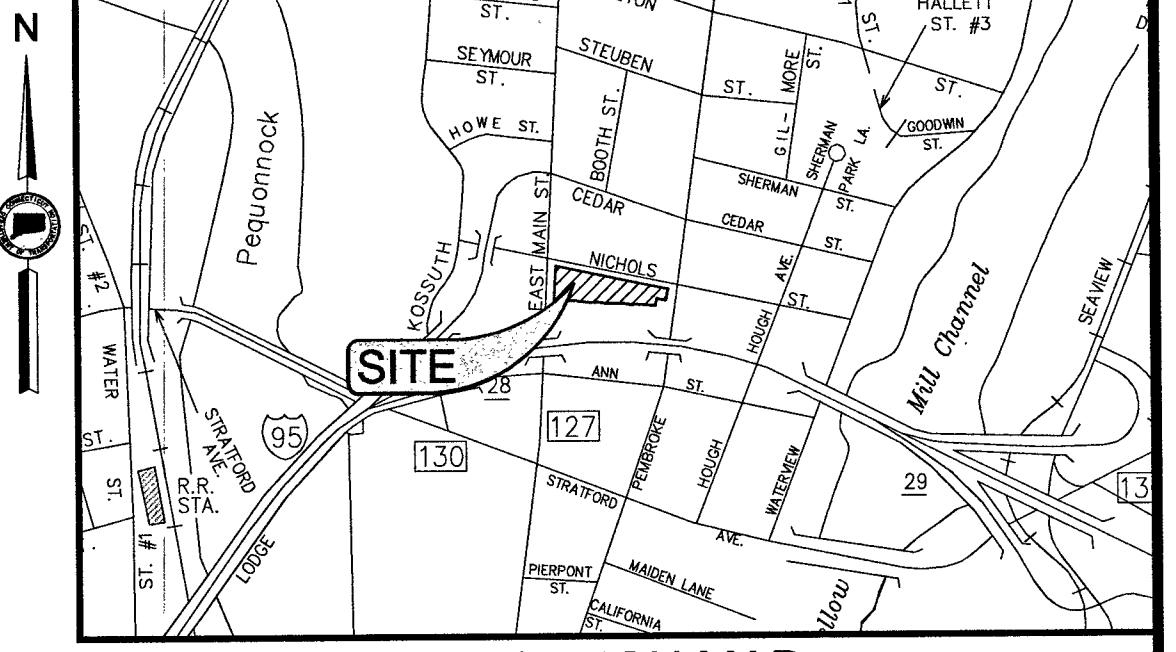 N
ST.
HALLETT
ST. #3
ST.
SEYMOUR
ST.
STEUBEN
ST.
GIL-MORE
ST.
ST.
HOWE ST.
BOOTH ST.
SHERMAN
PARK LA.
GOODWIN
ST.
SHERMAN
ST.
Pequonnock
CEDAR
CEDAR
ST.
EAST MAIN ST.
KOSSUTH
NICHOLS
ST.
HOUGH
AVE.
ST. #2
SEAVIEW
Mill Channel
SITE
WATER
ST.
STRATFORD
AVE.
95
28
ANN
ST.
127
130
PEMBROKE
HOUGH
WATERVIEW
29
13
ST.
R.R.
STA.
STRATFORD
AVE.
ST. #1
LODGE
PIERPONT
ST.
MAIDEN LANE
CALIFORNIA
ST.